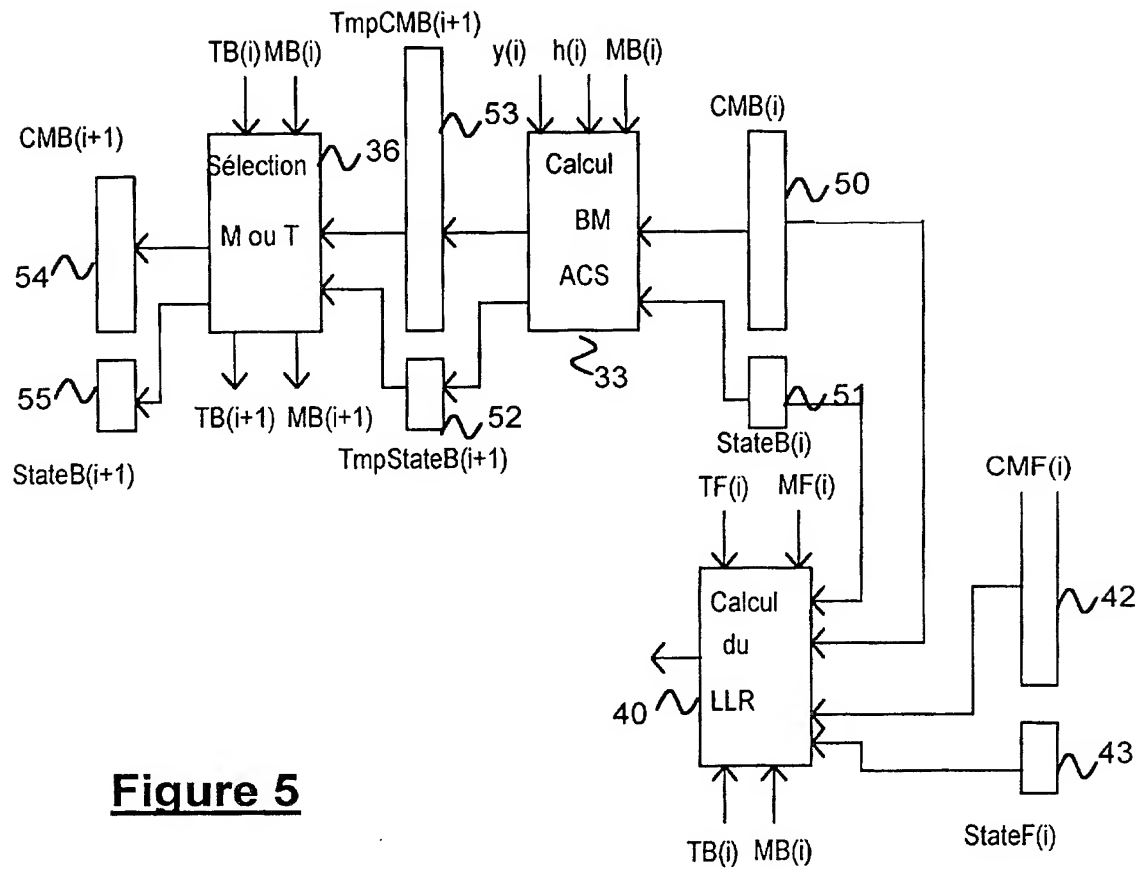 TmpCMB(i+1)
TB(i) MB(i)
y(i) h(i) MB(i)
CMB(i+1)
53
CMB(i)
Sélection
36
Calcul
50
M ou T
BM
54
ACS
55
33
51
TB(i+1) MB(i+1)
52
StateB(i)
StateB(i+1)
TmpStateB(i+1)
TF(i) MF(i)
CMF(i)
Calcul
42
du
40
LLR
43
Figure 5
StateF(i)
TB(i) MB(i)